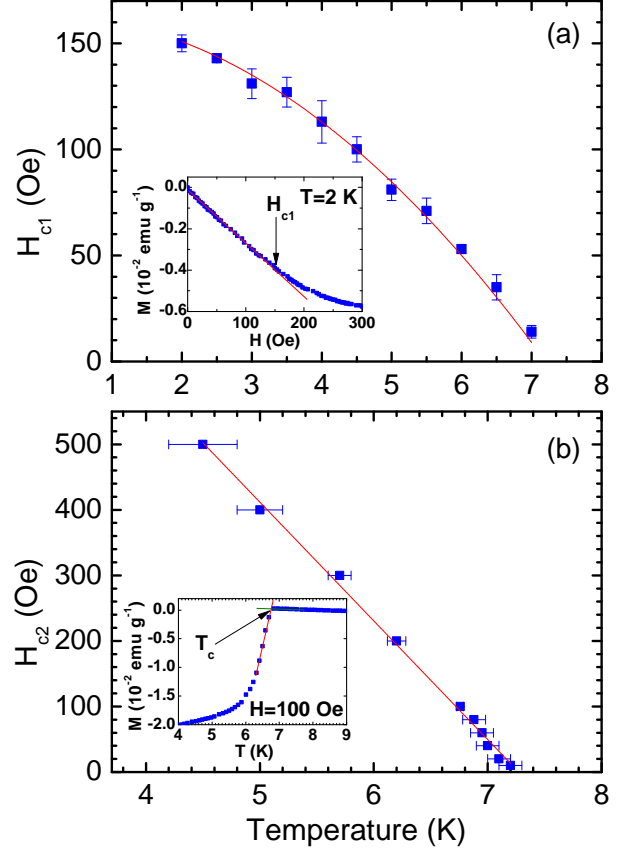 (a)
H_c1 (Oe)
150
100
50
0
1 2 3 4 5 6 7 8
T=2 K
H_c1
M (10^-2 emu g^-1)
0.0
-0.2
-0.4
-0.6
0 100 200 300
H (Oe)
(b)
H_c2 (Oe)
500
400
300
200
100
0
4 5 6 7 8
Temperature (K)
T_c
H=100 Oe
M (10^-2 emu g^-1)
0.0
-0.5
-1.0
-1.5
-2.0
4 5 6 7 8 9
T (K)